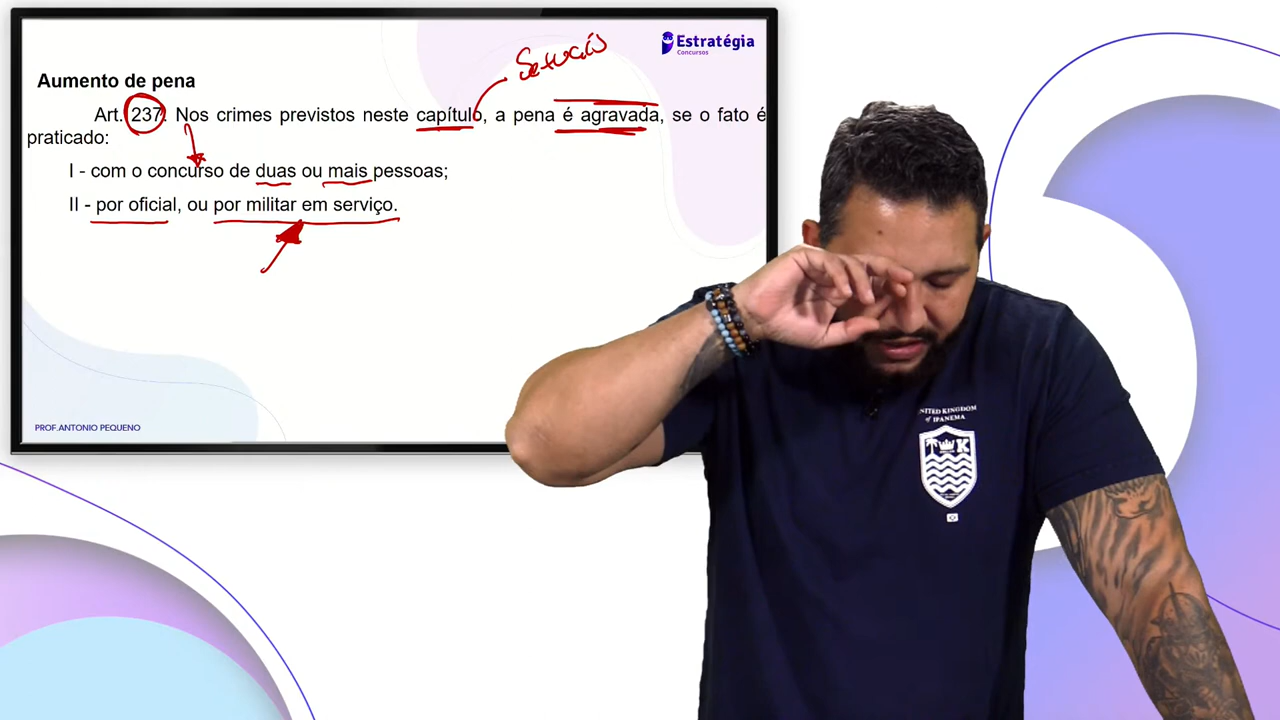 Estratégia
Concursos
Aumento de pena
Art. 237. Nos crimes previstos neste capítulo, a pena é agravada, se o fato é
praticado:
I - com o concurso de duas ou mais pessoas;
II - por oficial, ou por militar em serviço.
PROF. ANTONIO PEQUENO
UNITED KINGDOM
of IPANEMA
K